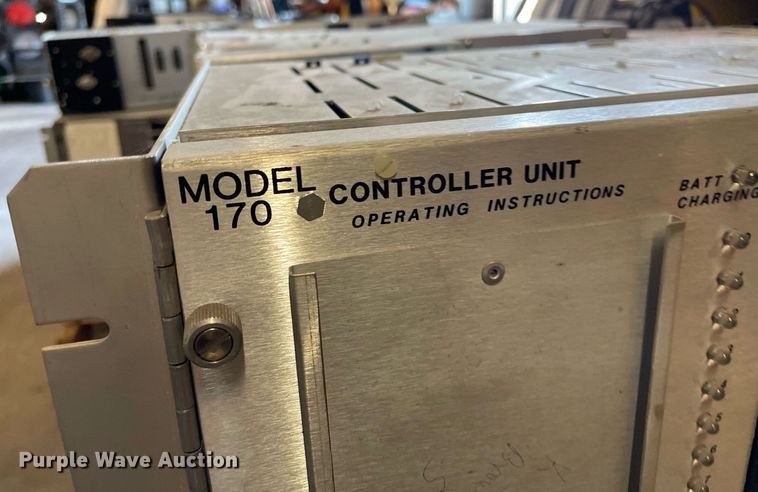 MODEL
170
CONTROLLER UNIT
OPERATING INSTRUCTIONS
BATT
CHARGING
Purple Wave Auction